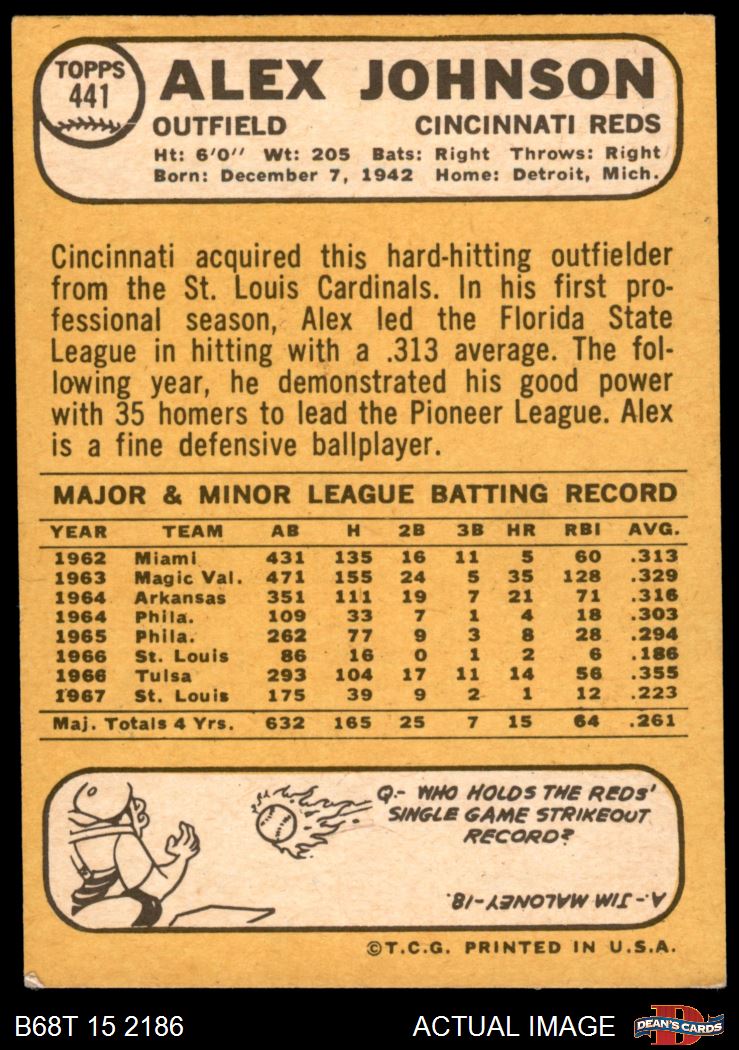 TOPPS
441
ALEX JOHNSON
OUTFIELD CINCINNATI REDS
Ht: 6'0" Wt: 205 Bats: Right Throws: Right
Born: December 7, 1942 Home: Detroit, Mich.
Cincinnati acquired this hard-hitting outfielder
from the St. Louis Cardinals. In his first pro-
fessional season, Alex led the Florida State
League in hitting with a .313 average. The fol-
lowing year, he demonstrated his good power
with 35 homers to lead the Pioneer League. Alex
is a fine defensive ballplayer.
MAJOR & MINOR LEAGUE BATTING RECORD
YEAR TEAM AB H 2B 3B HR RBI AVG.
1962 Miami 431 135 16 11 5 60 .313
1963 Magic Val. 471 155 24 5 35 128 .329
1964 Arkansas 351 111 19 7 21 71 .316
1964 Phila. 109 33 7 1 4 18 .303
1965 Phila. 262 77 9 3 8 28 .294
1966 St. Louis 86 16 0 1 2 6 .186
1966 Tulsa 293 104 17 11 14 56 .355
1967 St. Louis 175 39 9 2 1 12 .223
Maj. Totals 4 Yrs. 632 165 25 7 15 64 .261
Q.- WHO HOLDS THE REDS'
SINGLE GAME STRIKEOUT
RECORD?
A.- JIM MALONEY-18.
©T.C.G. PRINTED IN U.S.A.
B68T 15 2186 ACTUAL IMAGE DEAN'S CARDS